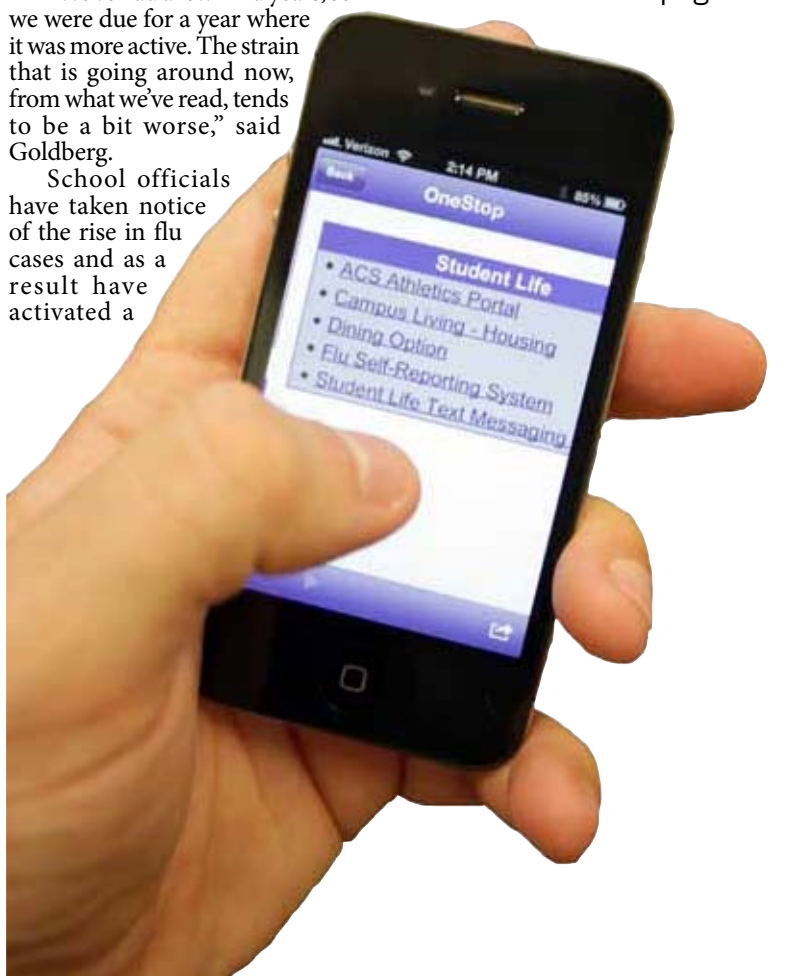 we were due for a year where
it was more active. The strain
that is going around now,
from what we've read, tends
to be a bit worse,” said
Goldberg.
School officials
have taken notice
of the rise in flu
cases and as a
result have
activated a
Verizon 2:14 PM 85%
Back OneStop
Student Life
• ACS Athletics Portal
• Campus Living - Housing
• Dining Option
• Flu Self-Reporting System
• Student Life Text Messaging